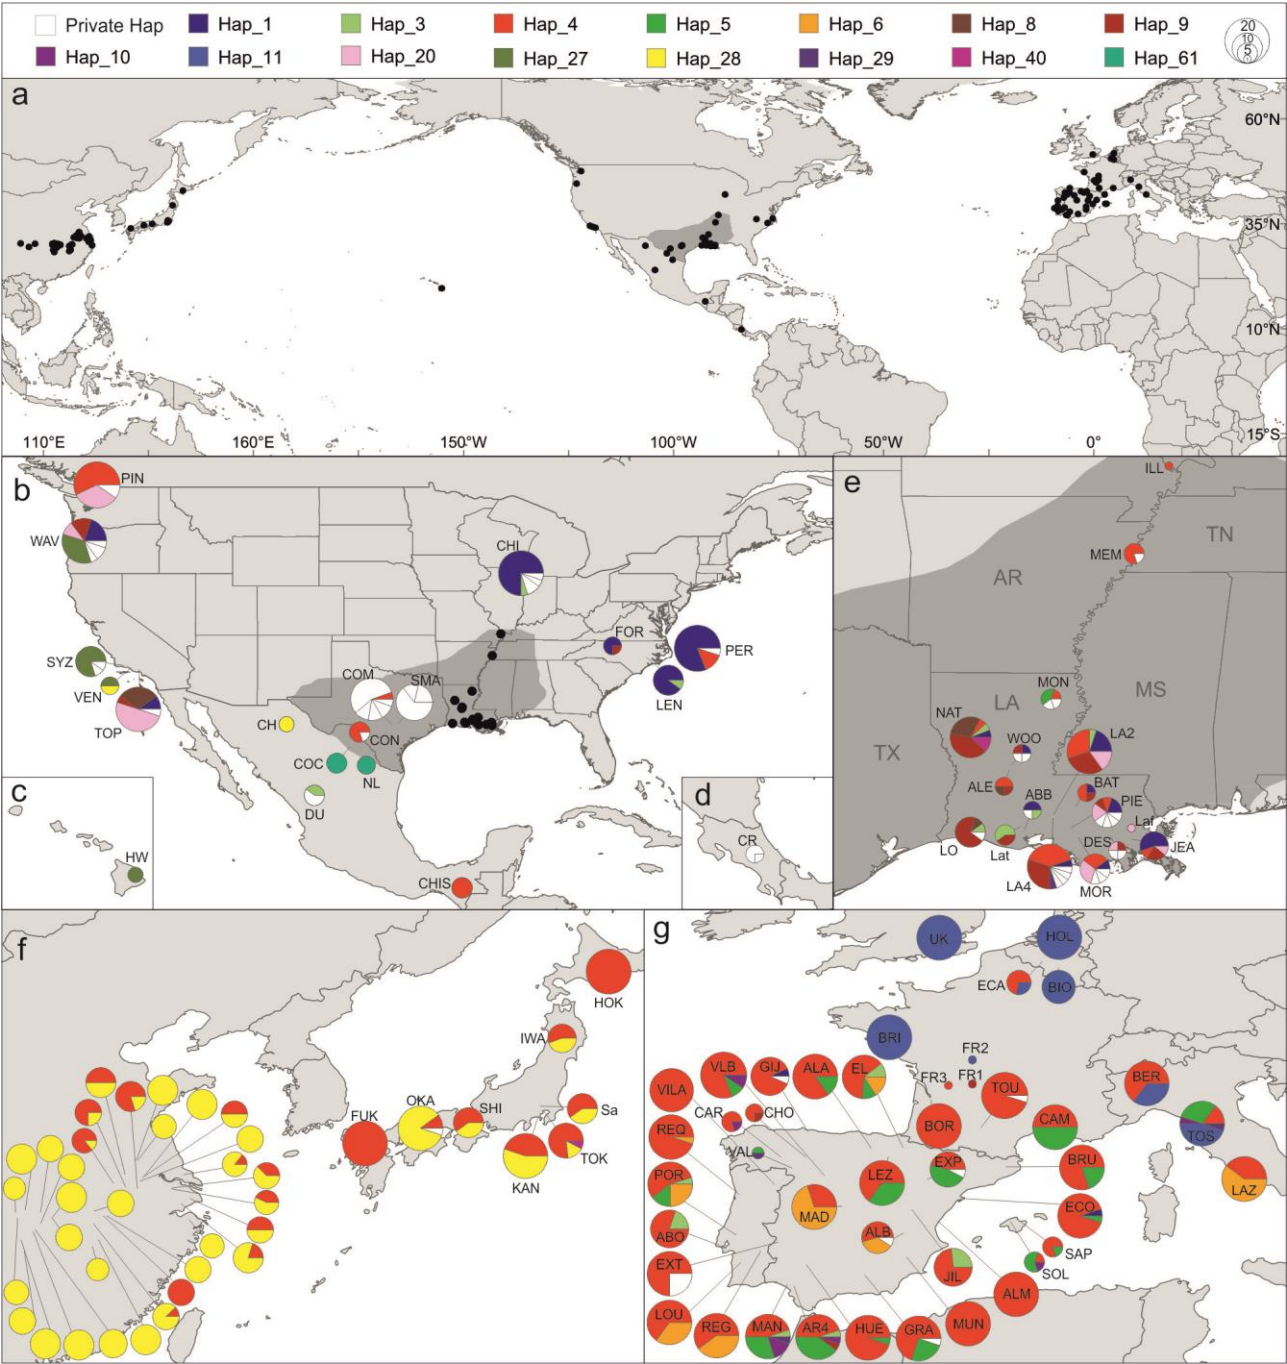 Private Hap Hap_1 Hap_3 Hap_4 Hap_5 Hap_6 Hap_8 Hap_9
Hap_10 Hap_11 Hap_20 Hap_27 Hap_28 Hap_29 Hap_40 Hap_61
20
10
5
a
60°N
35°N
10°N
15°S
110°E 160°E 150°W 100°W 50°W 0°
b
PIN
WAV
CHI
FOR
PER
LEN
SYZ
VEN
TOP
COM
SMA
CH
CON
COC
NL
DU
CHIS
c
HW
d
CR
e
ILL
TN
MEM
AR
MS
LA
TX
MON
NAT
WOO
LA2
ALE
ABB
BAT
PIE
Laf
LO
Lat
DES
JEA
LA4
MOR
f
HOK
IWA
OKA
SHI
Sa
FUK
TOK
KAN
g
UK
HOL
ECA
BIO
BRI
FR2
FR3
FR1
BER
VILA
VLB
GIJ
ALA
EL
TOU
CAR
CHO
BOR
CAM
TOS
REQ
VAL
EXP
BRU
LAZ
POR
LEZ
MAD
ECO
ABO
ALB
SAP
SOL
EXT
JIL
ALM
LOU
REG
MAN
AR4
HUE
GRA
MUN